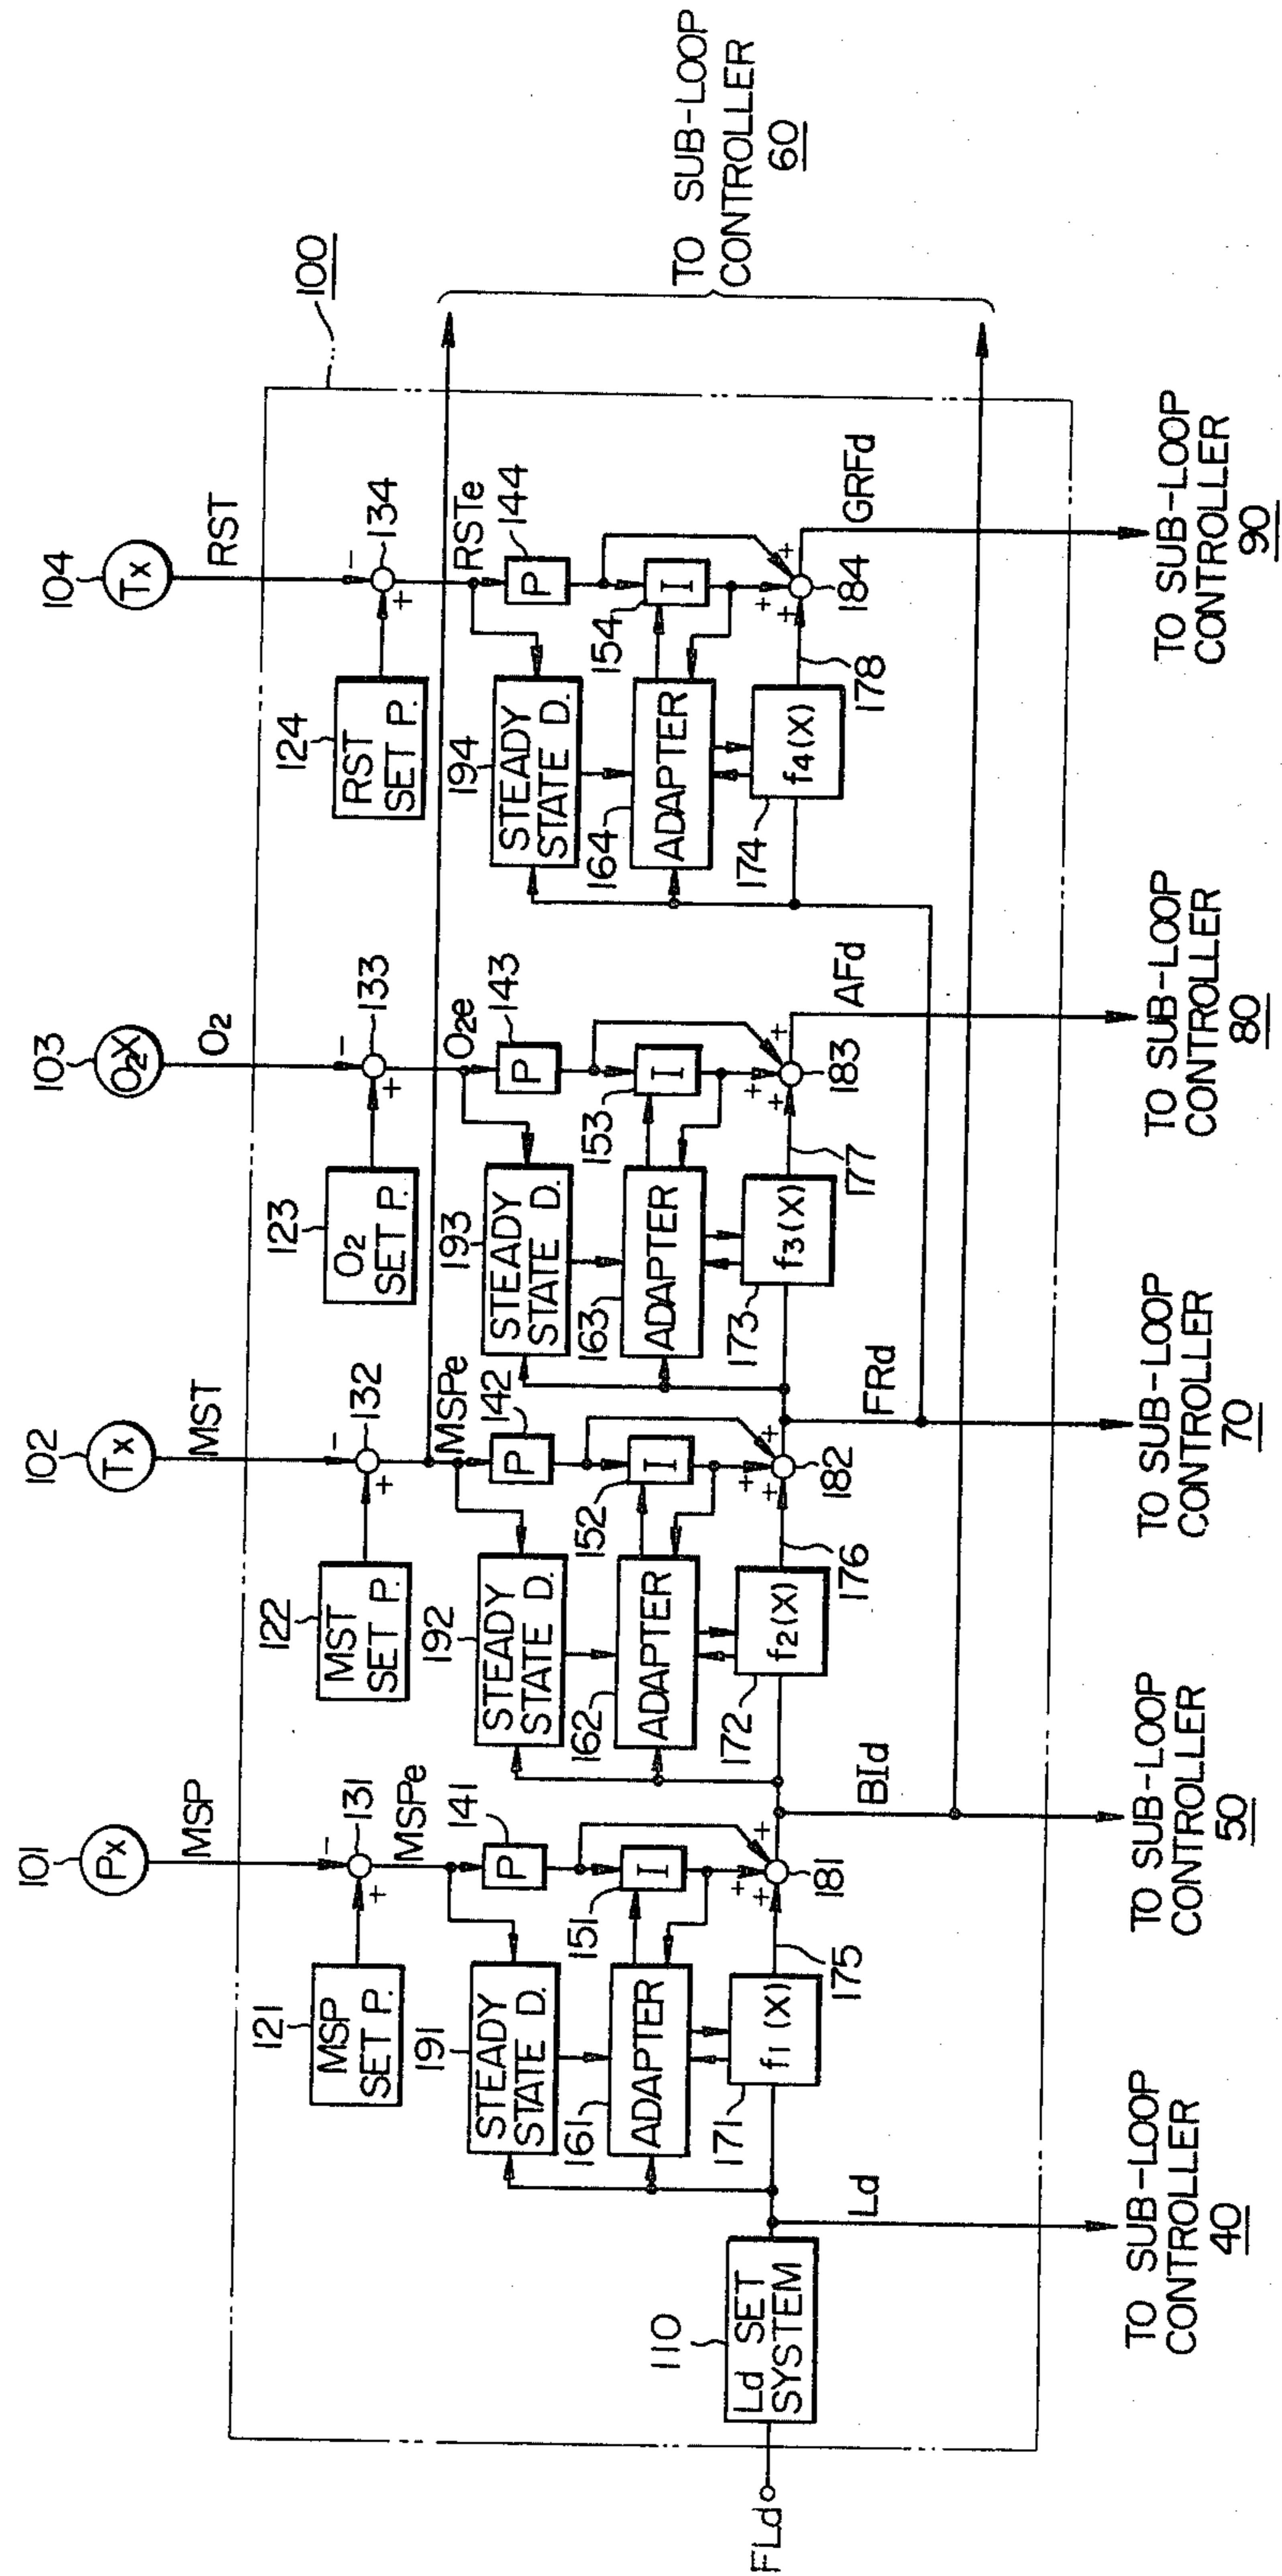 101
Px
MSP
102
Tx
MST
103
O2X
O2
104
Tx
RST
100
121
MSP
SET P.
131
MSPe
122
MST
SET P.
132
MSPe
123
O2
SET P.
133
O2e
124
RST
SET P.
134
RSTe
191
STEADY
STATE D.
141
P
192
STEADY
STATE D.
142
P
193
STEADY
STATE D.
143
P
194
STEADY
STATE D.
144
P
161
ADAPTER
151
I
162
ADAPTER
152
I
163
ADAPTER
153
I
164
ADAPTER
154
I
FLd
110
Ld SET
SYSTEM
171
f1 (X)
175
181
172
f2(X)
176
182
173
f3(X)
177
183
174
f4(X)
178
184
Ld
BId
FRd
AFd
GRFd
TO SUB-LOOP
CONTROLLER
60
TO SUB-LOOP
CONTROLLER
40
TO SUB-LOOP
CONTROLLER
50
TO SUB-LOOP
CONTROLLER
70
TO SUB-LOOP
CONTROLLER
80
TO SUB-LOOP
CONTROLLER
90